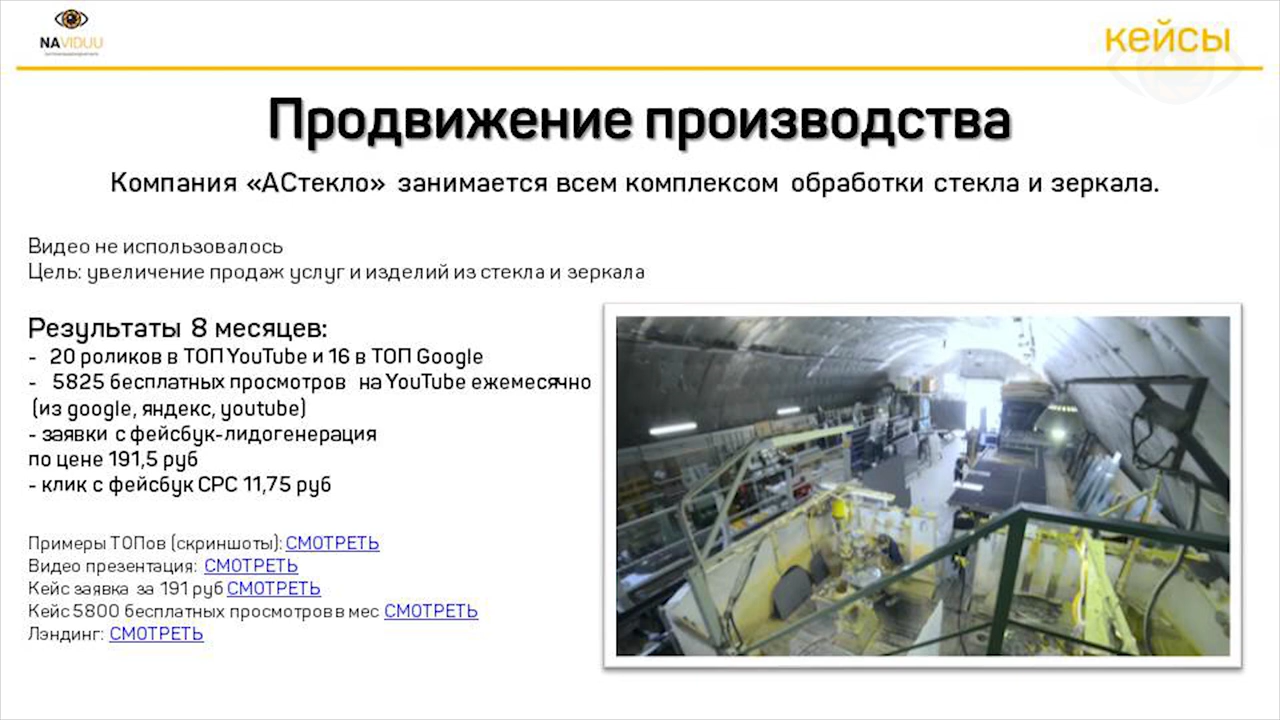 NAVIDUU
кейсы
Продвижение производства
Компания «АСтекло» занимается всем комплексом обработки стекла и зеркала.
Видео не использовалось
Цель: увеличение продаж услуг и изделий из стекла и зеркала
Результаты 8 месяцев:
- 20 роликов в ТОП YouTube и 16 в ТОП Google
- 5825 бесплатных просмотров на YouTube ежемесячно
(из google, яндекс, youtube)
- заявки с фейсбук-лидогенерация
по цене 191,5 руб
- клик с фейсбук CPC 11,75 руб
Примеры ТОПов (скриншоты): СМОТРЕТЬ
Видео презентация: СМОТРЕТЬ
Кейс заявка за 191 руб СМОТРЕТЬ
Кейс 5800 бесплатных просмотров в мес СМОТРЕТЬ
Лэндинг: СМОТРЕТЬ